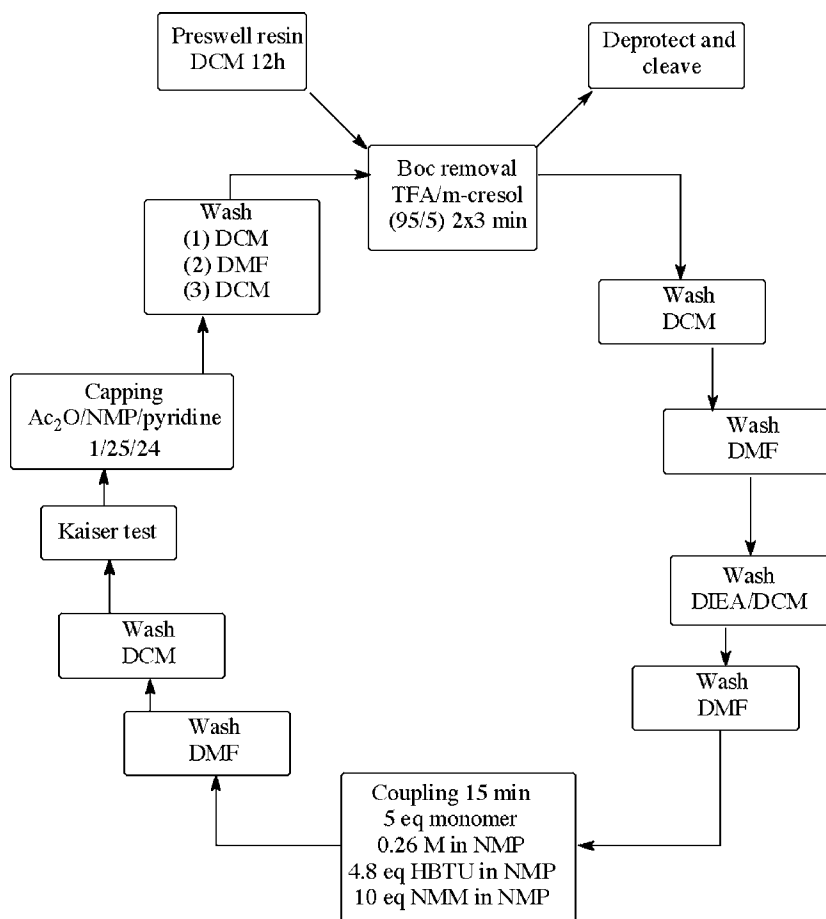 Preswell resin
DCM 12h
Deprotect and
cleave
Boc removal
TFA/m-cresol
(95/5) 2x3 min
Wash
DCM
Wash
DMF
Wash
DIEA/DCM
Wash
DMF
Coupling 15 min
5 eq monomer
0.26 M in NMP
4.8 eq HBTU in NMP
10 eq NMM in NMP
Wash
DMF
Wash
DCM
Kaiser test
Capping
Ac₂O/NMP/pyridine
1/25/24
Wash
(1) DCM
(2) DMF
(3) DCM